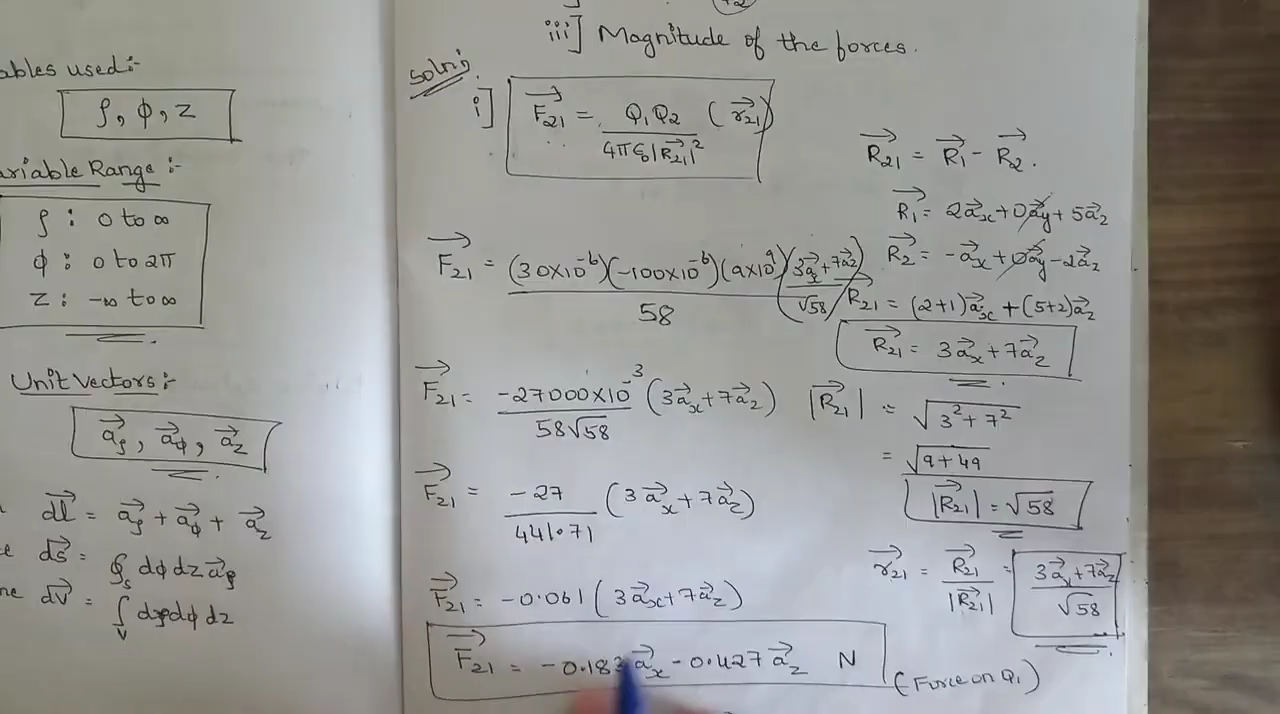 ables used:-
ρ, ϕ, z
ariable Range :-
ρ : 0 to ∞
ϕ : 0 to 2π
z : -∞ to ∞
Unit Vectors :-
a⃗ρ, a⃗ϕ, a⃗z
dl⃗ = a⃗ρ + a⃗ϕ + a⃗z
ds⃗ = ∮s dϕ dz a⃗ρ
dv⃗ = ∫v dρ dϕ dz
iii] Magnitude of the forces.
Soln:
i] F⃗21 = Q1 Q2 / 4πε0|R⃗21|² (r⃗21)
F⃗21 = (30×10⁻⁶)(-100×10⁻⁶)(9×10⁹) / 58 (3a⃗x+7a⃗z / √58)
F⃗21 = -27000×10⁻³ / 58√58 (3a⃗x+7a⃗z)
F⃗21 = -27 / 441.71 (3a⃗x+7a⃗z)
F⃗21 = -0.061 (3a⃗x+7a⃗z)
F⃗21 = -0.183a⃗x - 0.427a⃗z N
(Force on Q1)
R⃗21 = R⃗1 - R⃗2.
R⃗1 = 2a⃗x + 0a⃗y + 5a⃗z
R⃗2 = -a⃗x + 0a⃗y - 2a⃗z
R⃗21 = (2+1)a⃗x + (5+2)a⃗z
R⃗21 = 3a⃗x + 7a⃗z
|R⃗21| = √3²+7²
= √9+49
|R⃗21| = √58
r⃗21 = R⃗21 / |R⃗21| = 3a⃗x+7a⃗z / √58